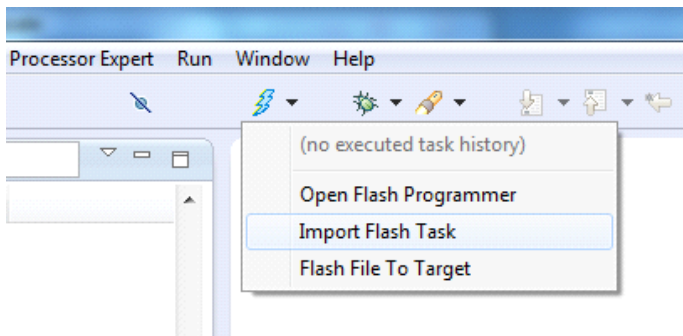 Processor Expert Run Window Help
(no executed task history)
Open Flash Programmer
Import Flash Task
Flash File To Target